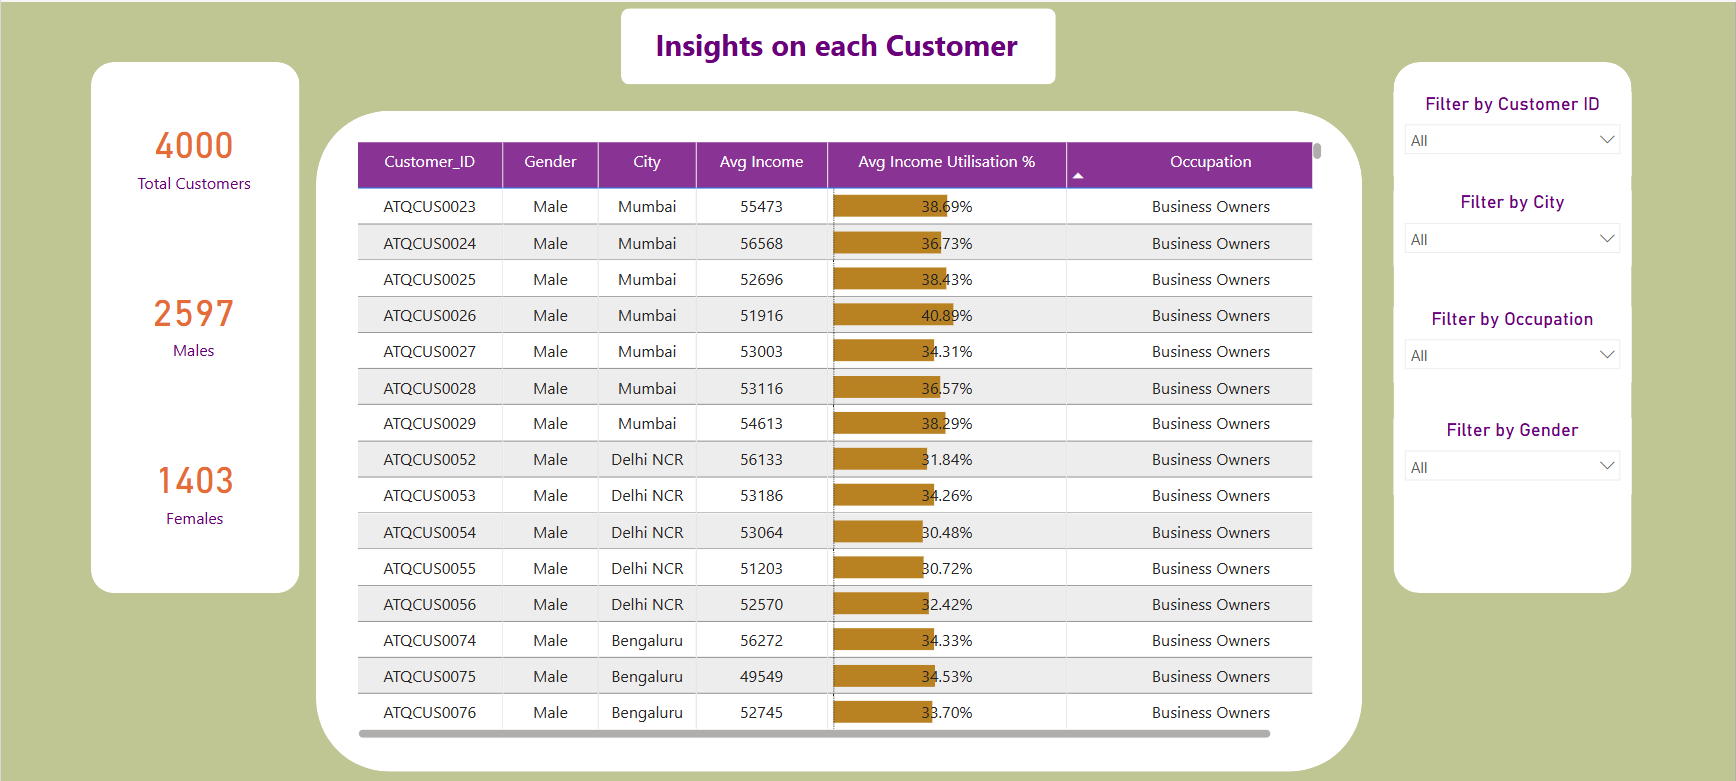 Insights on each Customer
4000
Total Customers
2597
Males
1403
Females
Customer_ID Gender City Avg Income Avg Income Utilisation % Occupation
ATQCUS0023 Male Mumbai 55473 38.69% Business Owners
ATQCUS0024 Male Mumbai 56568 36.73% Business Owners
ATQCUS0025 Male Mumbai 52696 38.43% Business Owners
ATQCUS0026 Male Mumbai 51916 40.89% Business Owners
ATQCUS0027 Male Mumbai 53003 34.31% Business Owners
ATQCUS0028 Male Mumbai 53116 36.57% Business Owners
ATQCUS0029 Male Mumbai 54613 38.29% Business Owners
ATQCUS0052 Male Delhi NCR 56133 31.84% Business Owners
ATQCUS0053 Male Delhi NCR 53186 34.26% Business Owners
ATQCUS0054 Male Delhi NCR 53064 30.48% Business Owners
ATQCUS0055 Male Delhi NCR 51203 30.72% Business Owners
ATQCUS0056 Male Delhi NCR 52570 32.42% Business Owners
ATQCUS0074 Male Bengaluru 56272 34.33% Business Owners
ATQCUS0075 Male Bengaluru 49549 34.53% Business Owners
ATQCUS0076 Male Bengaluru 52745 33.70% Business Owners
Filter by Customer ID
All
Filter by City
All
Filter by Occupation
All
Filter by Gender
All